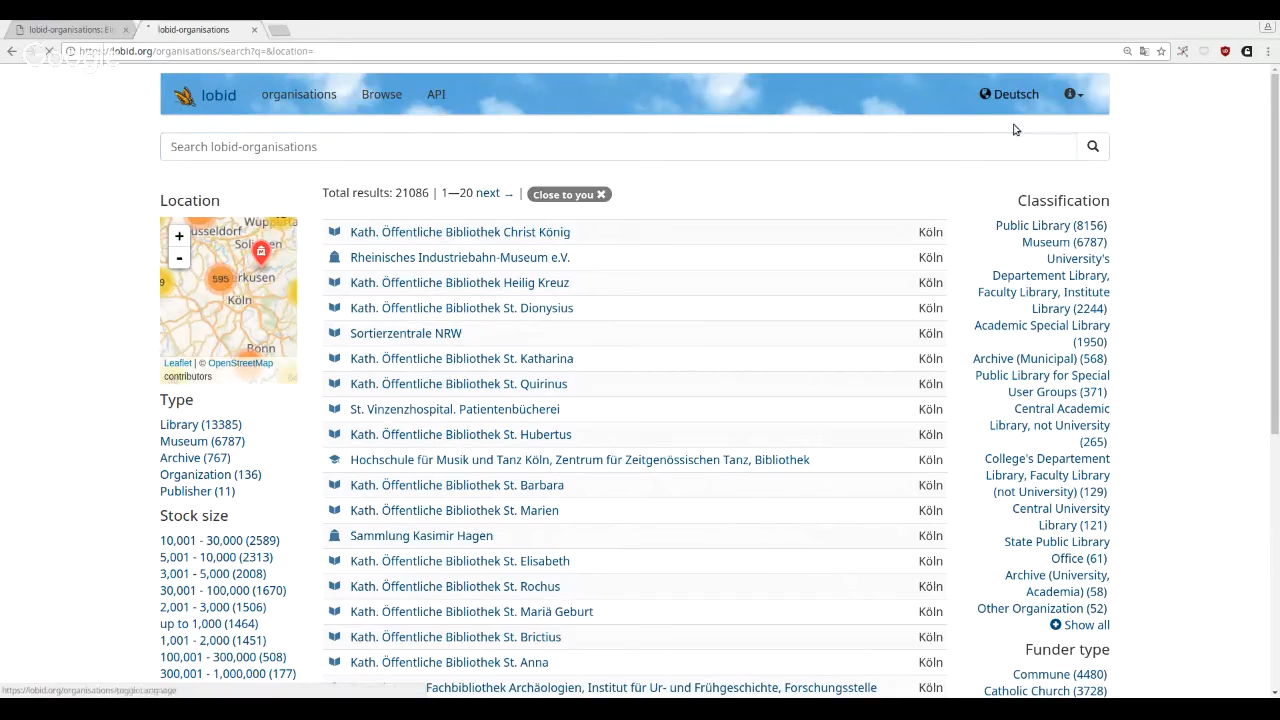 lobid-organisations: Ei
lobid-organisations
Google
lobid.org/organisations/search?q=&location=
lobid
organisations
Browse
API
Deutsch
Search lobid-organisations
Location
+
-
595
Köln
Bonn
Leaflet | © OpenStreetMap
contributors
Type
Library (13385)
Museum (6787)
Archive (767)
Organization (136)
Publisher (11)
Stock size
10,001 - 30,000 (2589)
5,001 - 10,000 (2313)
3,001 - 5,000 (2008)
30,001 - 100,000 (1670)
2,001 - 3,000 (1506)
up to 1,000 (1464)
1,001 - 2,000 (1451)
100,001 - 300,000 (508)
300,001 - 1,000,000 (177)
Total results: 21086 | 1—20 next → | Close to you ✖
Kath. Öffentliche Bibliothek Christ König Köln
Rheinisches Industriebahn-Museum e.V. Köln
Kath. Öffentliche Bibliothek Heilig Kreuz Köln
Kath. Öffentliche Bibliothek St. Dionysius Köln
Sortierzentrale NRW Köln
Kath. Öffentliche Bibliothek St. Katharina Köln
Kath. Öffentliche Bibliothek St. Quirinus Köln
St. Vinzenzhospital. Patientenbücherei Köln
Kath. Öffentliche Bibliothek St. Hubertus Köln
Hochschule für Musik und Tanz Köln, Zentrum für Zeitgenössischen Tanz, Bibliothek Köln
Kath. Öffentliche Bibliothek St. Barbara Köln
Kath. Öffentliche Bibliothek St. Marien Köln
Sammlung Kasimir Hagen Köln
Kath. Öffentliche Bibliothek St. Elisabeth Köln
Kath. Öffentliche Bibliothek St. Rochus Köln
Kath. Öffentliche Bibliothek St. Mariä Geburt Köln
Kath. Öffentliche Bibliothek St. Brictius Köln
Kath. Öffentliche Bibliothek St. Anna Köln
Fachbibliothek Archäologien, Institut für Ur- und Frühgeschichte, Forschungsstelle Köln
Classification
Public Library (8156)
Museum (6787)
University's
Departement Library,
Faculty Library, Institute
Library (2244)
Academic Special Library
(1950)
Archive (Municipal) (568)
Public Library for Special
User Groups (371)
Central Academic
Library, not University
(265)
College's Departement
Library, Faculty Library
(not University) (129)
Central University
Library (121)
State Public Library
Office (61)
Archive (University,
Academia) (58)
Other Organization (52)
Show all
Funder type
Commune (4480)
Catholic Church (3728)